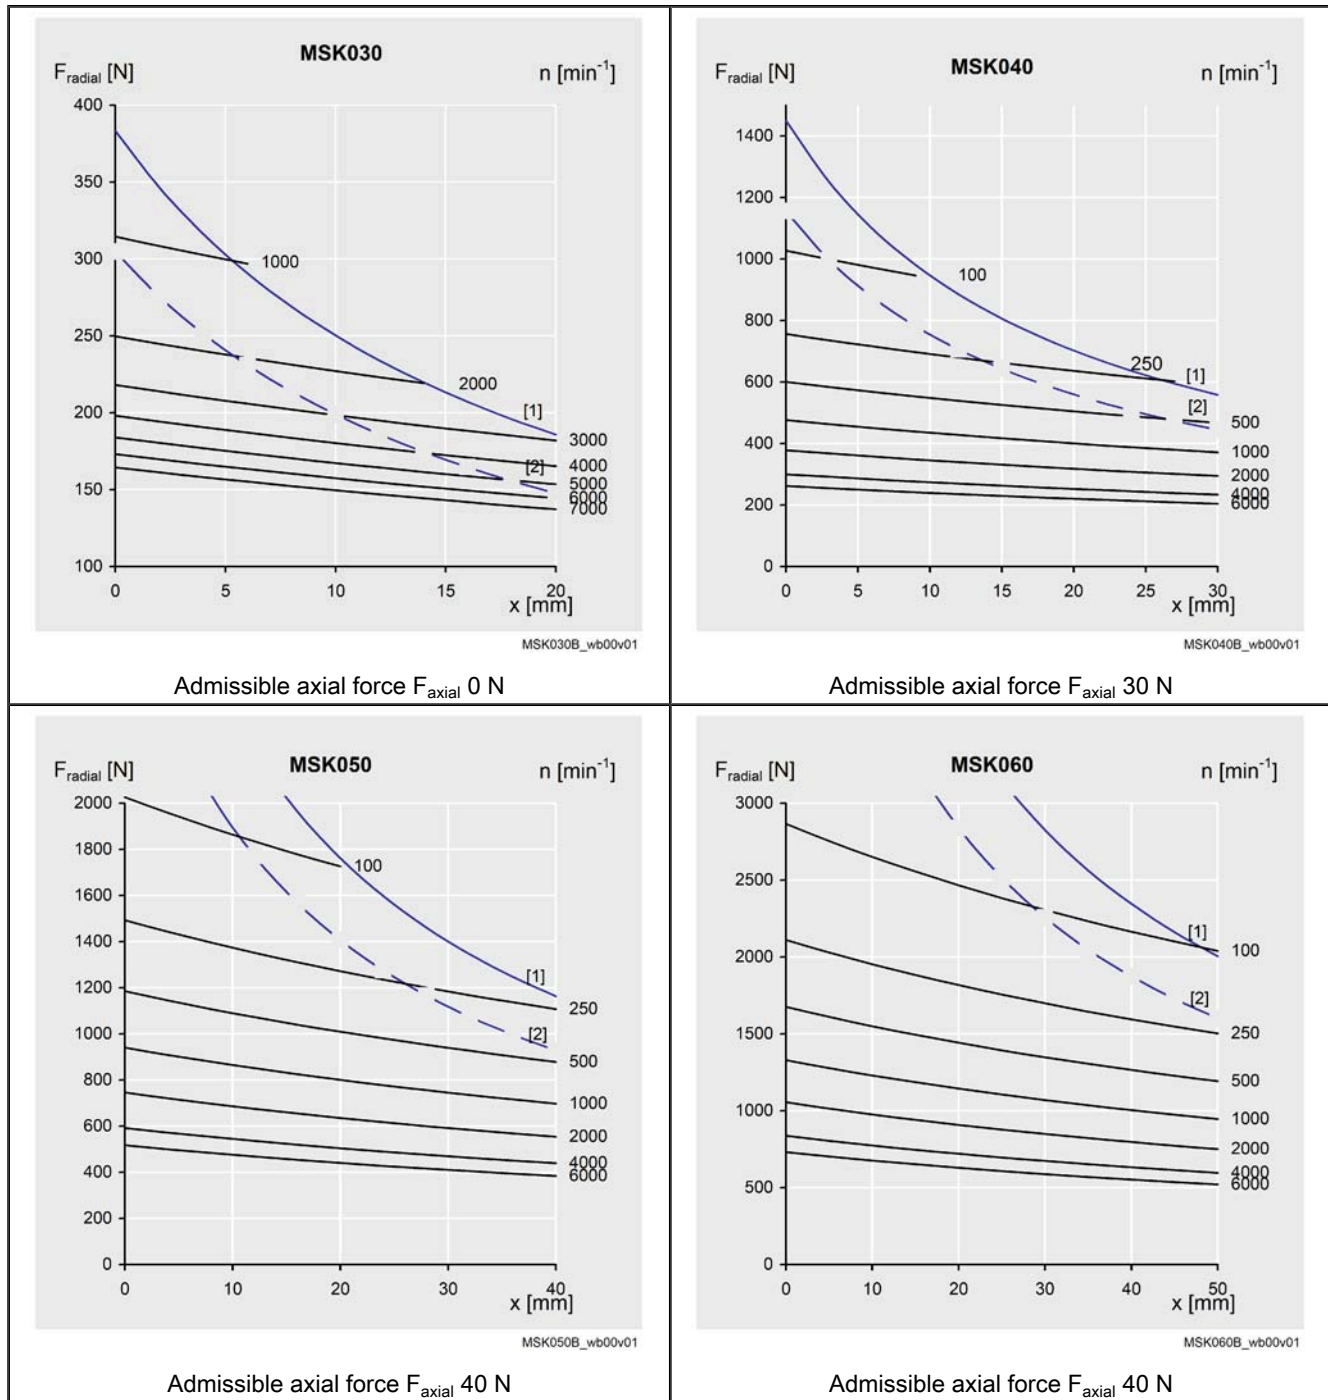 MSK030
F_radial [N]
n [min⁻¹]
400
350
300
250
200
150
100
1000
2000
[1]
3000
4000
[2]
5000
6000
7000
0 5 10 15 20
x [mm]
MSK030B_wb00v01
Admissible axial force F_axial 0 N
MSK040
F_radial [N]
n [min⁻¹]
1400
1200
1000
800
600
400
200
0
100
250
[1]
[2]
500
1000
2000
4000
6000
0 5 10 15 20 25 30
x [mm]
MSK040B_wb00v01
Admissible axial force F_axial 30 N
MSK050
F_radial [N]
n [min⁻¹]
2000
1800
1600
1400
1200
1000
800
600
400
200
0
100
[1]
250
[2]
500
1000
2000
4000
6000
0 10 20 30 40
x [mm]
MSK050B_wb00v01
Admissible axial force F_axial 40 N
MSK060
F_radial [N]
n [min⁻¹]
3000
2500
2000
1500
1000
500
0
[1]
100
[2]
250
500
1000
2000
4000
6000
0 10 20 30 40 50
x [mm]
MSK060B_wb00v01
Admissible axial force F_axial 40 N